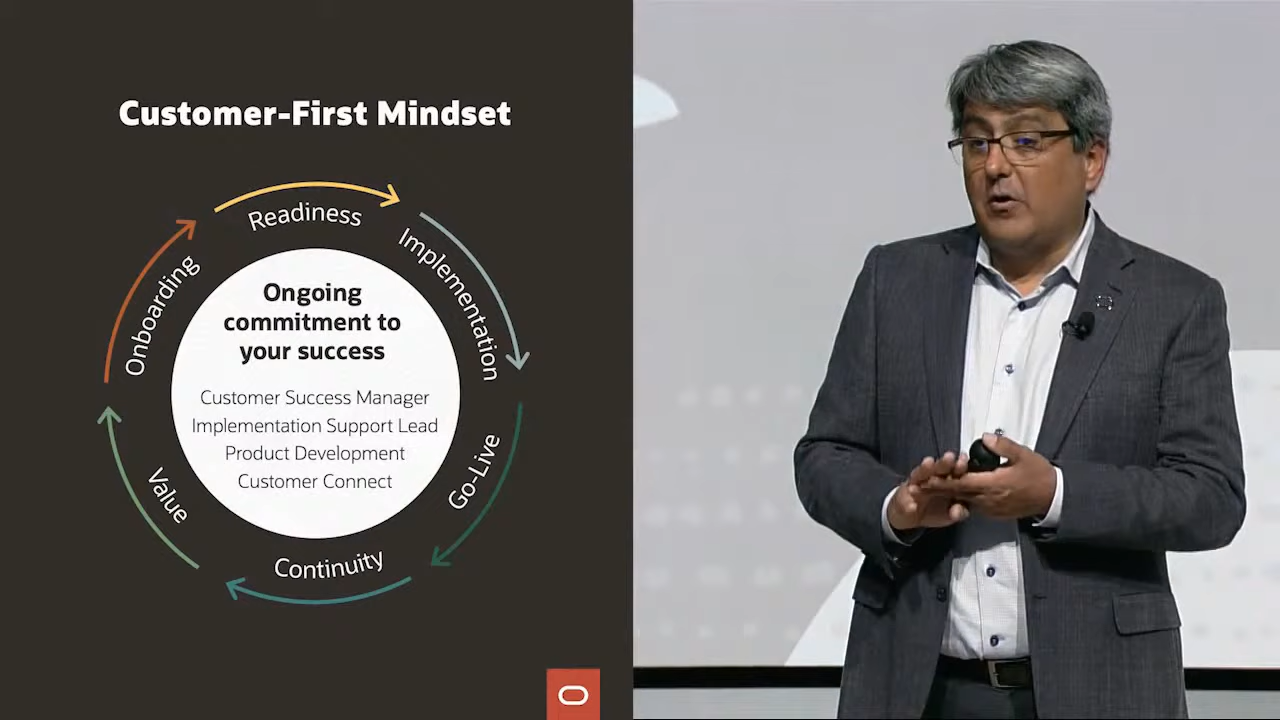 Customer-First Mindset
Readiness
Implementation
Onboarding
Ongoing
commitment to
your success
Customer Success Manager
Implementation Support Lead
Product Development
Customer Connect
Go-Live
Value
Continuity